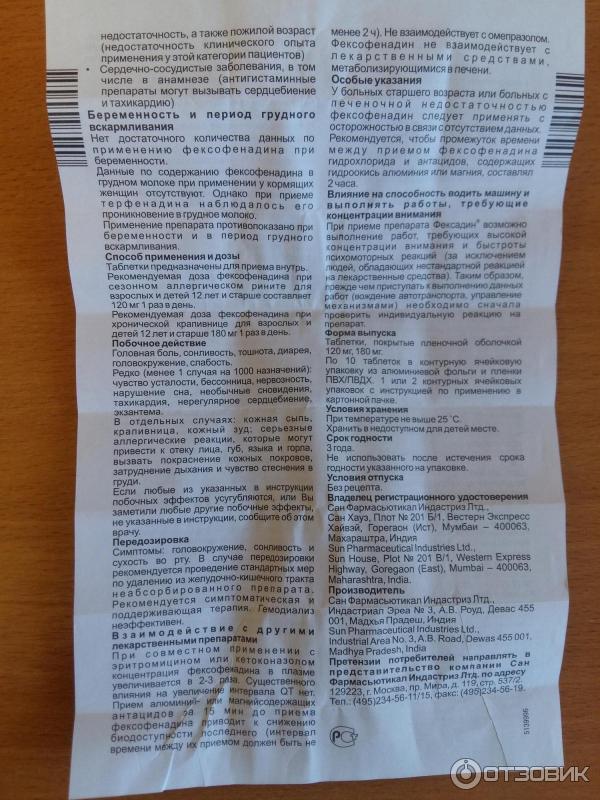 недостаточность, а также пожилой возраст
(недостаточность клинического опыта
применения у этой категории пациентов)
• Сердечно-сосудистые заболевания, в том
числе в анамнезе (антигистаминные
препараты могут вызывать сердцебиение
и тахикардию)
Беременность и период грудного
вскармливания
Нет достаточного количества данных по
применению фексофенадина при
беременности.
Данные по содержанию фексофенадина в
грудном молоке при применении у кормящих
женщин отсутствуют. Однако при приеме
терфенадина наблюдалось его
проникновение в грудное молоко.
Применение препарата противопоказано при
беременности и в период грудного
вскармливания.
Способ применения и дозы
Таблетки предназначены для приема внутрь.
Рекомендуемая доза фексофенадина при
сезонном аллергическом рините для
взрослых и детей 12 лет и старше составляет
120 мг 1 раз в день.
Рекомендуемая доза фексофенадина при
хронической крапивнице для взрослых и
детей 12 лет и старше 180 мг 1 раз в день.
Побочное действие
Головная боль, сонливость, тошнота, диарея,
головокружение, слабость.
Редко (менее 1 случая на 1000 назначений):
чувство усталости, бессонница, нервозность,
нарушение сна, необычные сновидения,
тахикардия, нерегулярное сердцебиение,
экзантема.
В отдельных случаях: кожная сыпь,
крапивница, кожный зуд; серьезные
аллергические реакции, которые могут
привести к отеку лица, губ, языка и горла,
вызвать покраснение кожных покровов,
затруднение дыхания и чувство стеснения в
груди.
Если любые из указанных в инструкции
побочных эффектов усугубляются, или Вы
заметили любые другие побочные эффекты,
не указанные в инструкции, сообщите об этом
врачу.
Передозировка
Симптомы: головокружение, сонливость и
сухость во рту. В случае передозировки
рекомендуется проведение стандартных мер
по удалению из желудочно-кишечного тракта
неабсорбированного препарата.
Рекомендуется симптоматическая и
поддерживающая терапия. Гемодиализ
неэффективен.
Взаимодействие с другими
лекарственными препаратами
При совместном применении с
эритромицином или кетоконазолом
концентрация фексофенадина в плазме
увеличивается в 2-3 раза. Существенного
влияния на увеличение интервала QT нет.
Прием алюминий- или магнийсодержащих
антацидов за 15 мин до приема
фексофенадина приводит к снижению
биодоступности последнего (интервал
времени между их приемом должен быть не
менее 2 ч). Не взаимодействует с омепразолом.
Фексофенадин не взаимодействует с
лекарственными средствами,
метаболизирующимися в печени.
Особые указания
У больных старшего возраста или больных с
печеночной недостаточностью
фексофенадин следует применять с
осторожностью в связи с отсутствием данных.
Рекомендуется, чтобы промежуток времени
между приемом фексофенадина
гидрохлорида и антацидов, содержащих
гидроокись алюминия или магния, составлял
2 часа.
Влияние на способность водить машину и
выполнять работы, требующие
концентрации внимания
При приеме препарата Фексадин® возможно
выполнение работ, требующих высокой
концентрации внимания и быстроты
психомоторных реакций (за исключением
людей, обладающих нестандартной реакцией
на лекарственные средства). Таким образом,
прежде чем приступать к выполнению данных
работ (вождение автотранспорта, управление
механизмами) необходимо сначала
проверить индивидуальную реакцию на
препарат.
Форма выпуска
Таблетки, покрытые пленочной оболочкой
120 мг, 180 мг.
По 10 таблеток в контурную ячейковую
упаковку из алюминиевой фольги и пленки
ПВХ/ПВДХ. 1 или 2 контурных ячейковых
упаковок с инструкцией по применению в
картонной пачке.
Условия хранения
При температуре не выше 25 °С.
Хранить в недоступном для детей месте.
Срок годности
3 года.
Не использовать после истечения срока
годности указанного на упаковке.
Условия отпуска
Без рецепта.
Владелец регистрационного удостоверения
Сан Фармасьютикал Индастриз Лтд.,
Сан Хауз, Плот № 201 Б/1, Вестерн Экспресс
Хайвэй, Горегаон (Ист), Мумбаи – 400063,
Махараштра, Индия
Sun Pharmaceutical Industries Ltd.,
Sun House, Plot № 201 B/1, Western Express
Highway, Goregaon (East), Mumbai – 400063,
Maharashtra, India.
Производитель
Сан Фармасьютикал Индастриз Лтд.,
Индастриал Эреа № 3, А.В. Роуд, Девас 455
001, Мадхья Прадеш, Индия
Sun Pharmaceutical Industries Ltd.,
Industrial Area No. 3, A.B. Road, Dewas 455 001.
Madhya Pradesh, India
Претензии потребителей направлять в
представительство компании Сан
Фармасьютикал Индастриз Лтд. по адресу
129223, г. Москва, пр. Мира, д. 119, стр. 537/2.
Тел.: (495)234-56-11/15, факс: (495)234-56-19.
5139996
ОТЗОВИК